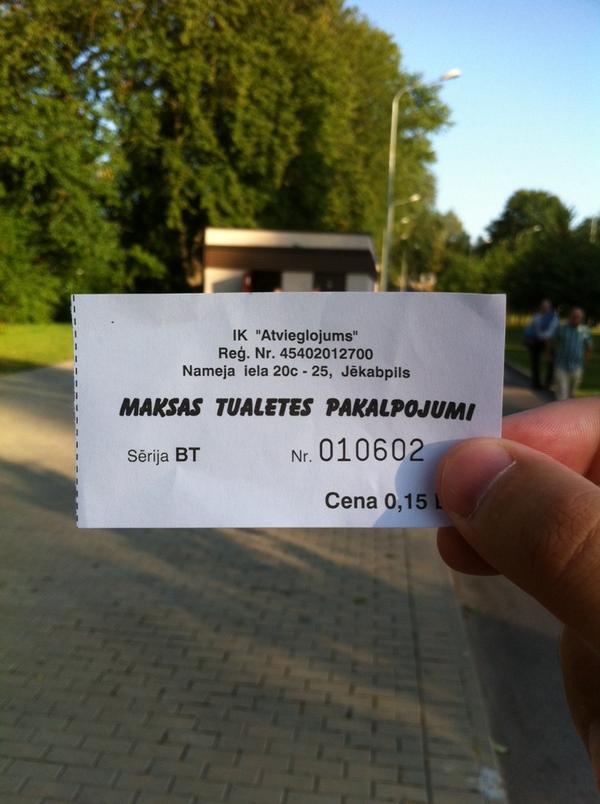 IK "Atvieglojums"
Reģ. Nr. 45402012700
Nameja iela 20c - 25, Jēkabpils
MAKSAS TUALETES PAKALPOJUMI
Sērija BT Nr. 010602
Cena 0,15